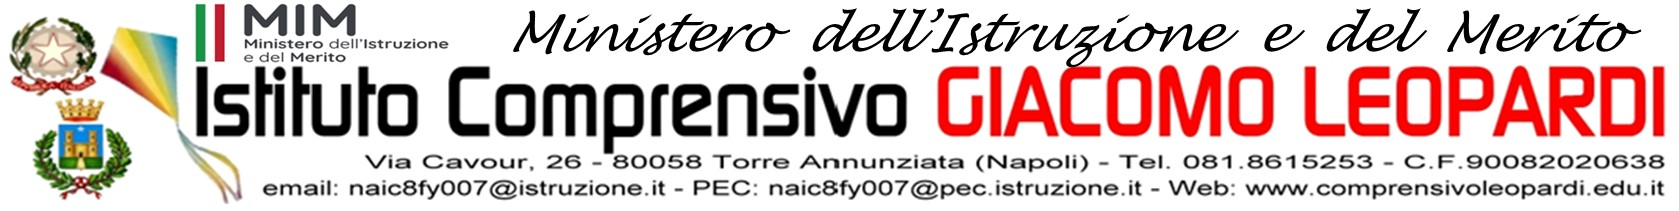 MIM
Ministero dell'Istruzione
e del Merito
Ministero dell'Istruzione e del Merito
Istituto Comprensivo GIACOMO LEOPARDI
Via Cavour, 26 - 80058 Torre Annunziata (Napoli) - Tel. 081.8615253 - C.F.90082020638
email: naic8fy007@istruzione.it - PEC: naic8fy007@pec.istruzione.it - Web: www.comprensivoleopardi.edu.it